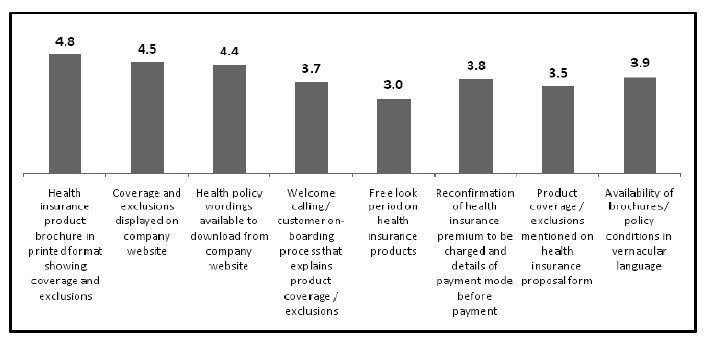 4.8
4.5
4.4
3.7
3.0
3.8
3.5
3.9
Health
insurance
product
brochure in
printed format
showing
coverage and
exclusions
Coverage and
exclusions
displayed on
company
website
Health policy
wordings
available to
download from
company
website
Welcome
calling/
customer on-
boarding
process that
explains
product
coverage /
exclusions
Free look
period on
health
insurance
products
Reconfirmation
of health
insurance
premium to be
charged and
details of
payment mode
before
payment
Product
coverage /
exclusions
mentioned on
health
insurance
proposal form
Availability of
brochures /
policy
conditions in
vernacular
language